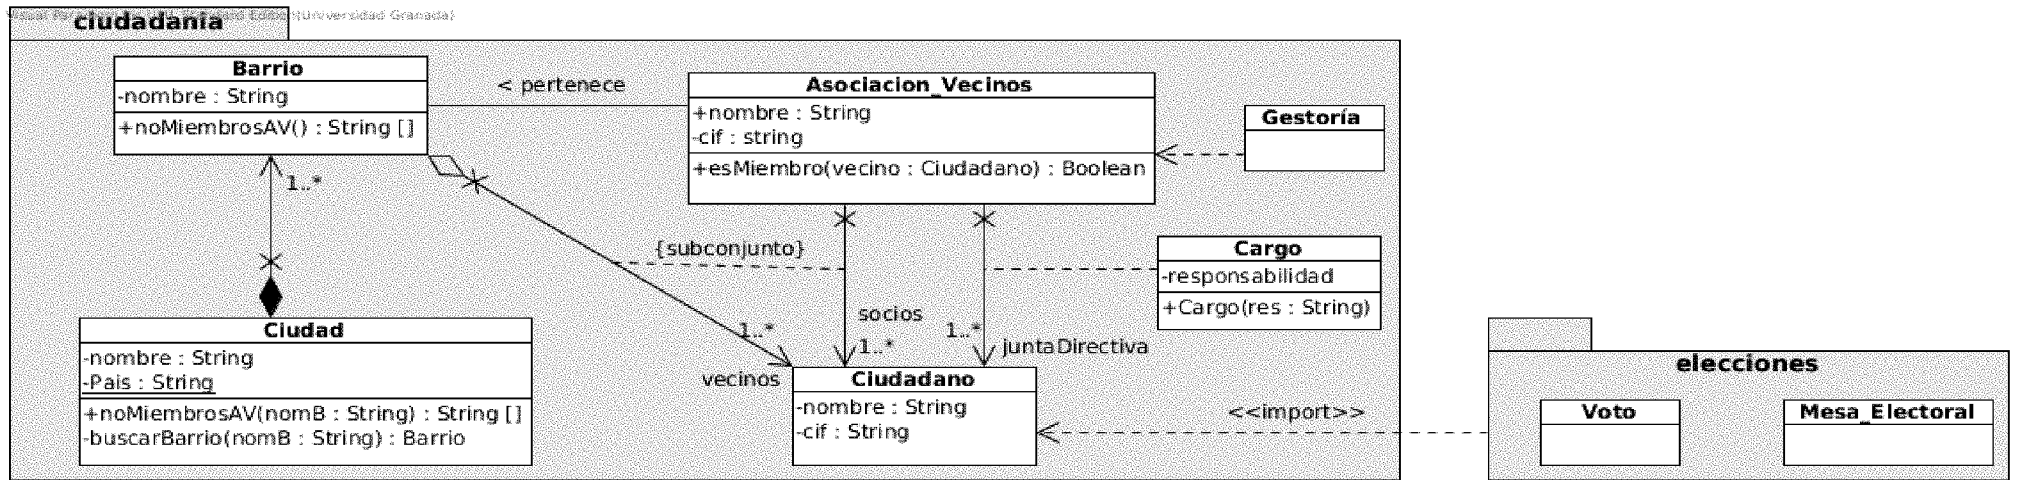 ciudadanía
Barrio
-nombre : String
+noMiembrosAV() : String []
< pertenece
Asociacion_Vecinos
+nombre : String
-cif : string
+esMiembro(vecino : Ciudadano) : Boolean
Gestoría
1..*
{subconjunto}
Cargo
-responsabilidad
+Cargo(res : String)
Ciudad
-nombre : String
-Pais : String
+noMiembrosAV(nomB : String) : String []
-buscarBarrio(nomB : String) : Barrio
1..*
vecinos
socios
1..*
1..*
juntaDirectiva
Ciudadano
-nombre : String
-cif : String
<<import>>
elecciones
Voto
Mesa_Electoral